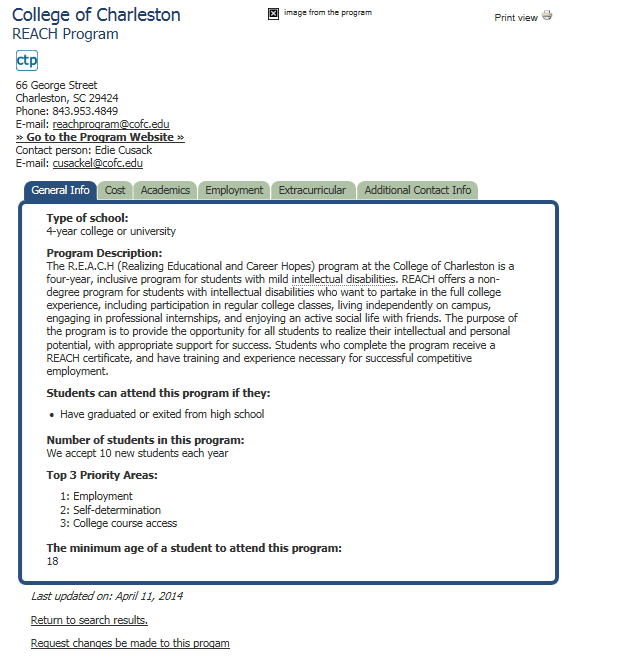 College of Charleston
image from the program
Print view
REACH Program
ctp
66 George Street
Charleston, SC 29424
Phone: 843.953.4849
E-mail: reachprogram@cofc.edu
» Go to the Program Website »
Contact person: Edie Cusack
E-mail: cusackel@cofc.edu
General Info Cost Academics Employment Extracurricular Additional Contact Info
Type of school:
4-year college or university
Program Description:
The R.E.A.C.H (Realizing Educational and Career Hopes) program at the College of Charleston is a
four-year, inclusive program for students with mild intellectual disabilities. REACH offers a non-
degree program for students with intellectual disabilities who want to partake in the full college
experience, including participation in regular college classes, living independently on campus,
engaging in professional internships, and enjoying an active social life with friends. The purpose of
the program is to provide the opportunity for all students to realize their intellectual and personal
potential, with appropriate support for success. Students who complete the program receive a
REACH certificate, and have training and experience necessary for successful competitive
employment.
Students can attend this program if they:
• Have graduated or exited from high school
Number of students in this program:
We accept 10 new students each year
Top 3 Priority Areas:
1: Employment
2: Self-determination
3: College course access
The minimum age of a student to attend this program:
18
Last updated on: April 11, 2014
Return to search results.
Request changes be made to this progam